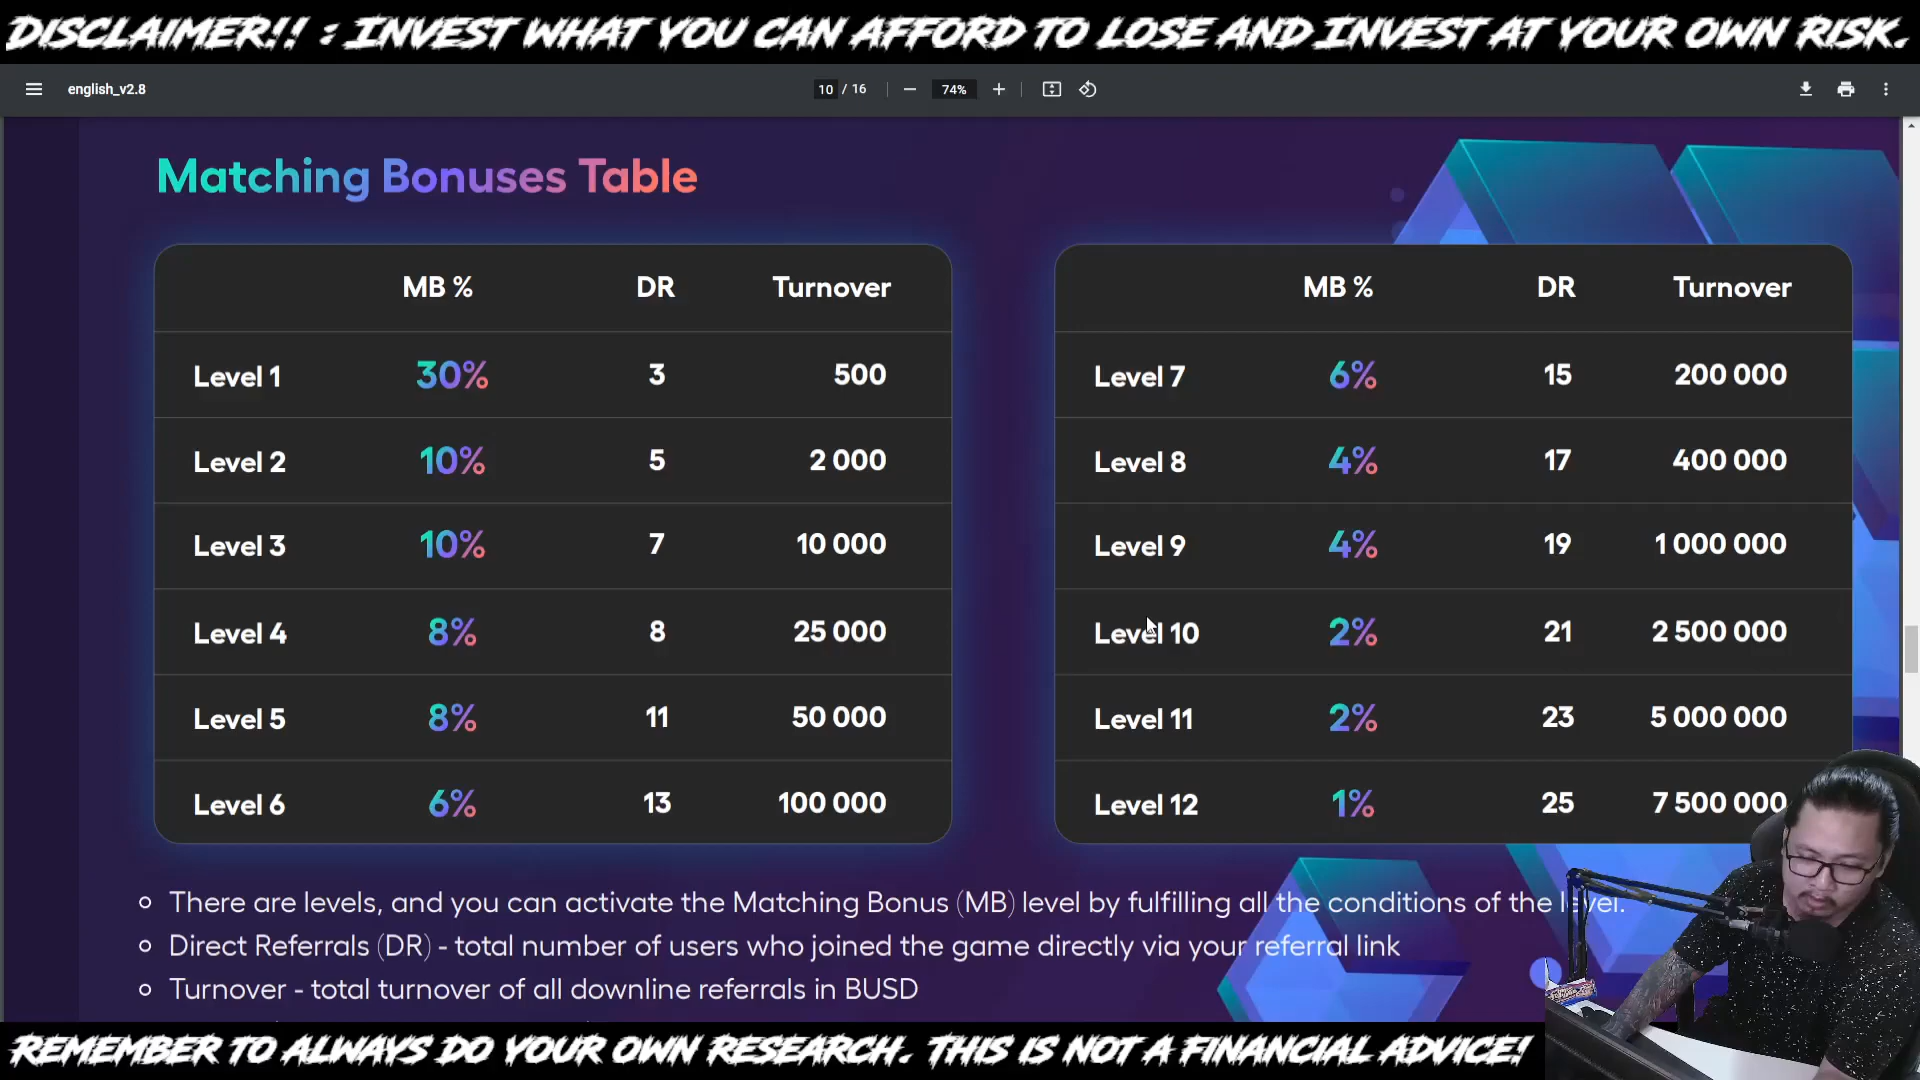 DISCLAIMER!! : INVEST WHAT YOU CAN AFFORD TO LOSE AND INVEST AT YOUR OWN RISK.
english_v2.8
10 / 16
74%
Matching Bonuses Table
MB % DR Turnover
Level 1 30% 3 500
Level 2 10% 5 2 000
Level 3 10% 7 10 000
Level 4 8% 8 25 000
Level 5 8% 11 50 000
Level 6 6% 13 100 000
MB % DR Turnover
Level 7 6% 15 200 000
Level 8 4% 17 400 000
Level 9 4% 19 1 000 000
Level 10 2% 21 2 500 000
Level 11 2% 23 5 000 000
Level 12 1% 25 7 500 000
There are levels, and you can activate the Matching Bonus (MB) level by fulfilling all the conditions of the level.
Direct Referrals (DR) - total number of users who joined the game directly via your referral link
Turnover - total turnover of all downline referrals in BUSD
REMEMBER TO ALWAYS DO YOUR OWN RESEARCH. THIS IS NOT A FINANCIAL ADVICE!